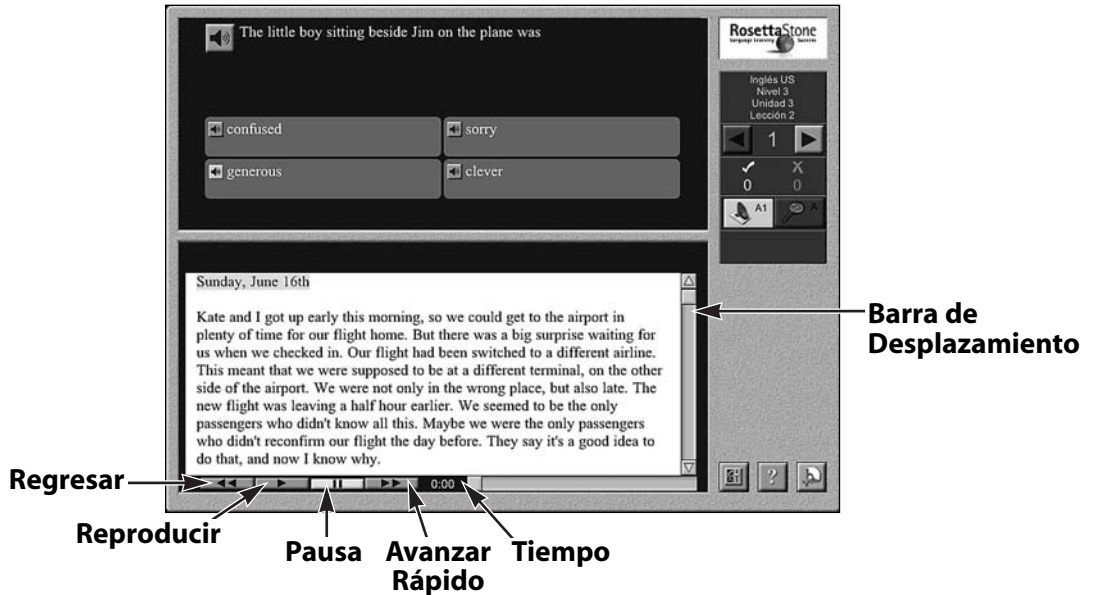 The little boy sitting beside Jim on the plane was
confused
sorry
generous
clever
RosettaStone
Language Learning Success
Inglés US
Nivel 3
Unidad 3
Lección 2
1
0
0
A1
A
Sunday, June 16th
Kate and I got up early this morning, so we could get to the airport in
plenty of time for our flight home. But there was a big surprise waiting for
us when we checked in. Our flight had been switched to a different airline.
This meant that we were supposed to be at a different terminal, on the other
side of the airport. We were not only in the wrong place, but also late. The
new flight was leaving a half hour earlier. We seemed to be the only
passengers who didn't know all this. Maybe we were the only passengers
who didn't reconfirm our flight the day before. They say it's a good idea to
do that, and now I know why.
0:00
?
Barra de
Desplazamiento
Regresar
Reproducir
Pausa
Avanzar
Rápido
Tiempo